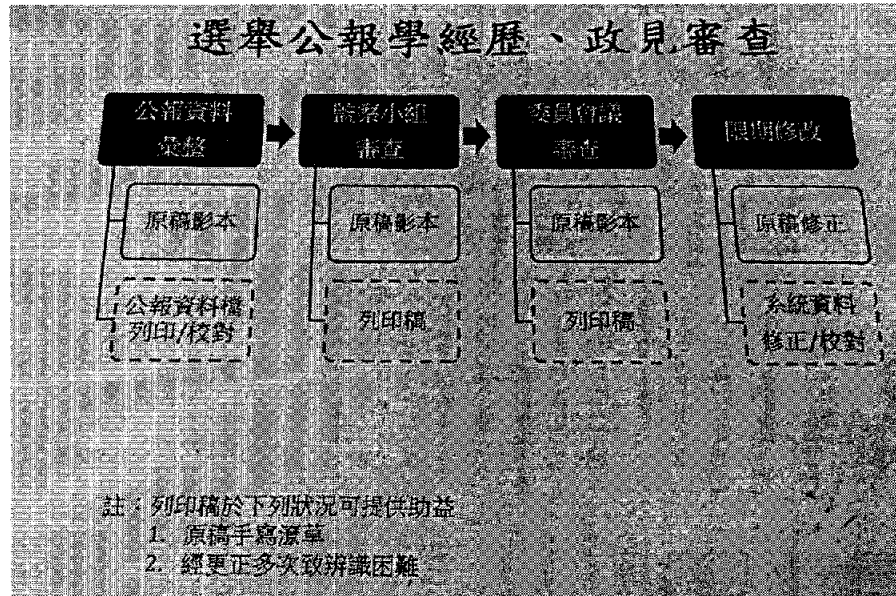 選舉公報學經歷、政見審查
公報資料
彙整
監察小組
審查
委員會議
審查
限期修改
原稿影本
原稿影本
原稿影本
原稿修正
公報資料檔
列印/校對
列印稿
列印稿
系統資料
修正/校對
註：列印稿於下列狀況可提供助益
1. 原稿手寫潦草
2. 經更正多次致辨識困難